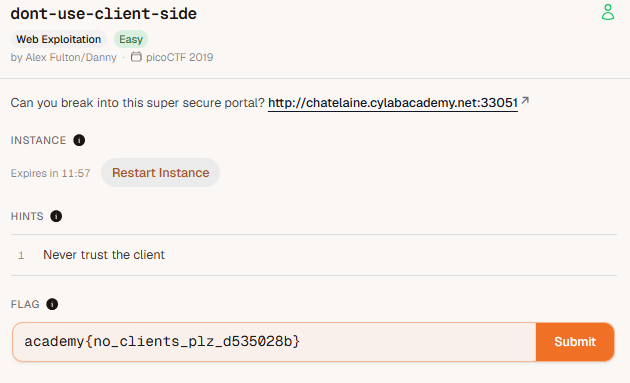 dont-use-client-side
Web Exploitation Easy
by Alex Fulton/Danny · picoCTF 2019
Can you break into this super secure portal? http://chatelaine.cylabacademy.net:33051
INSTANCE i
Expires in 11:57 Restart Instance
HINTS i
1 Never trust the client
FLAG i
academy{no_clients_plz_d535028b} Submit